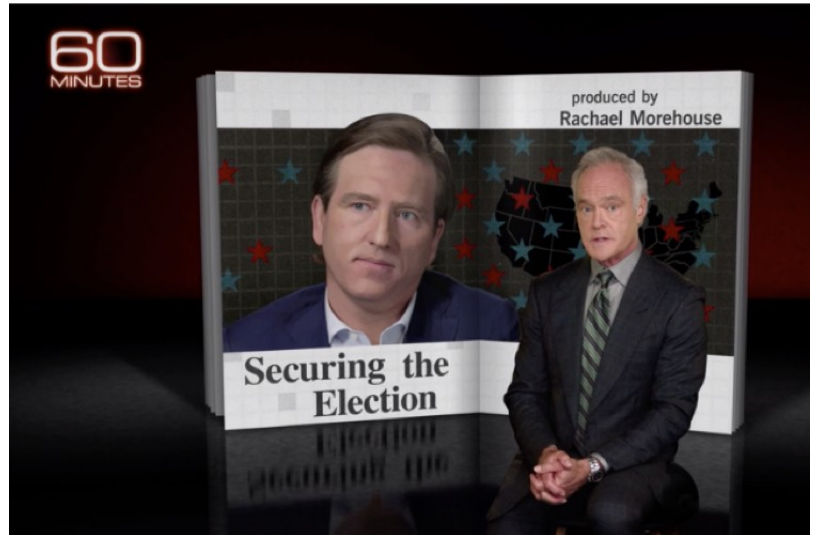 60
MINUTES
produced by
Rachael Morehouse
Securing the
Election